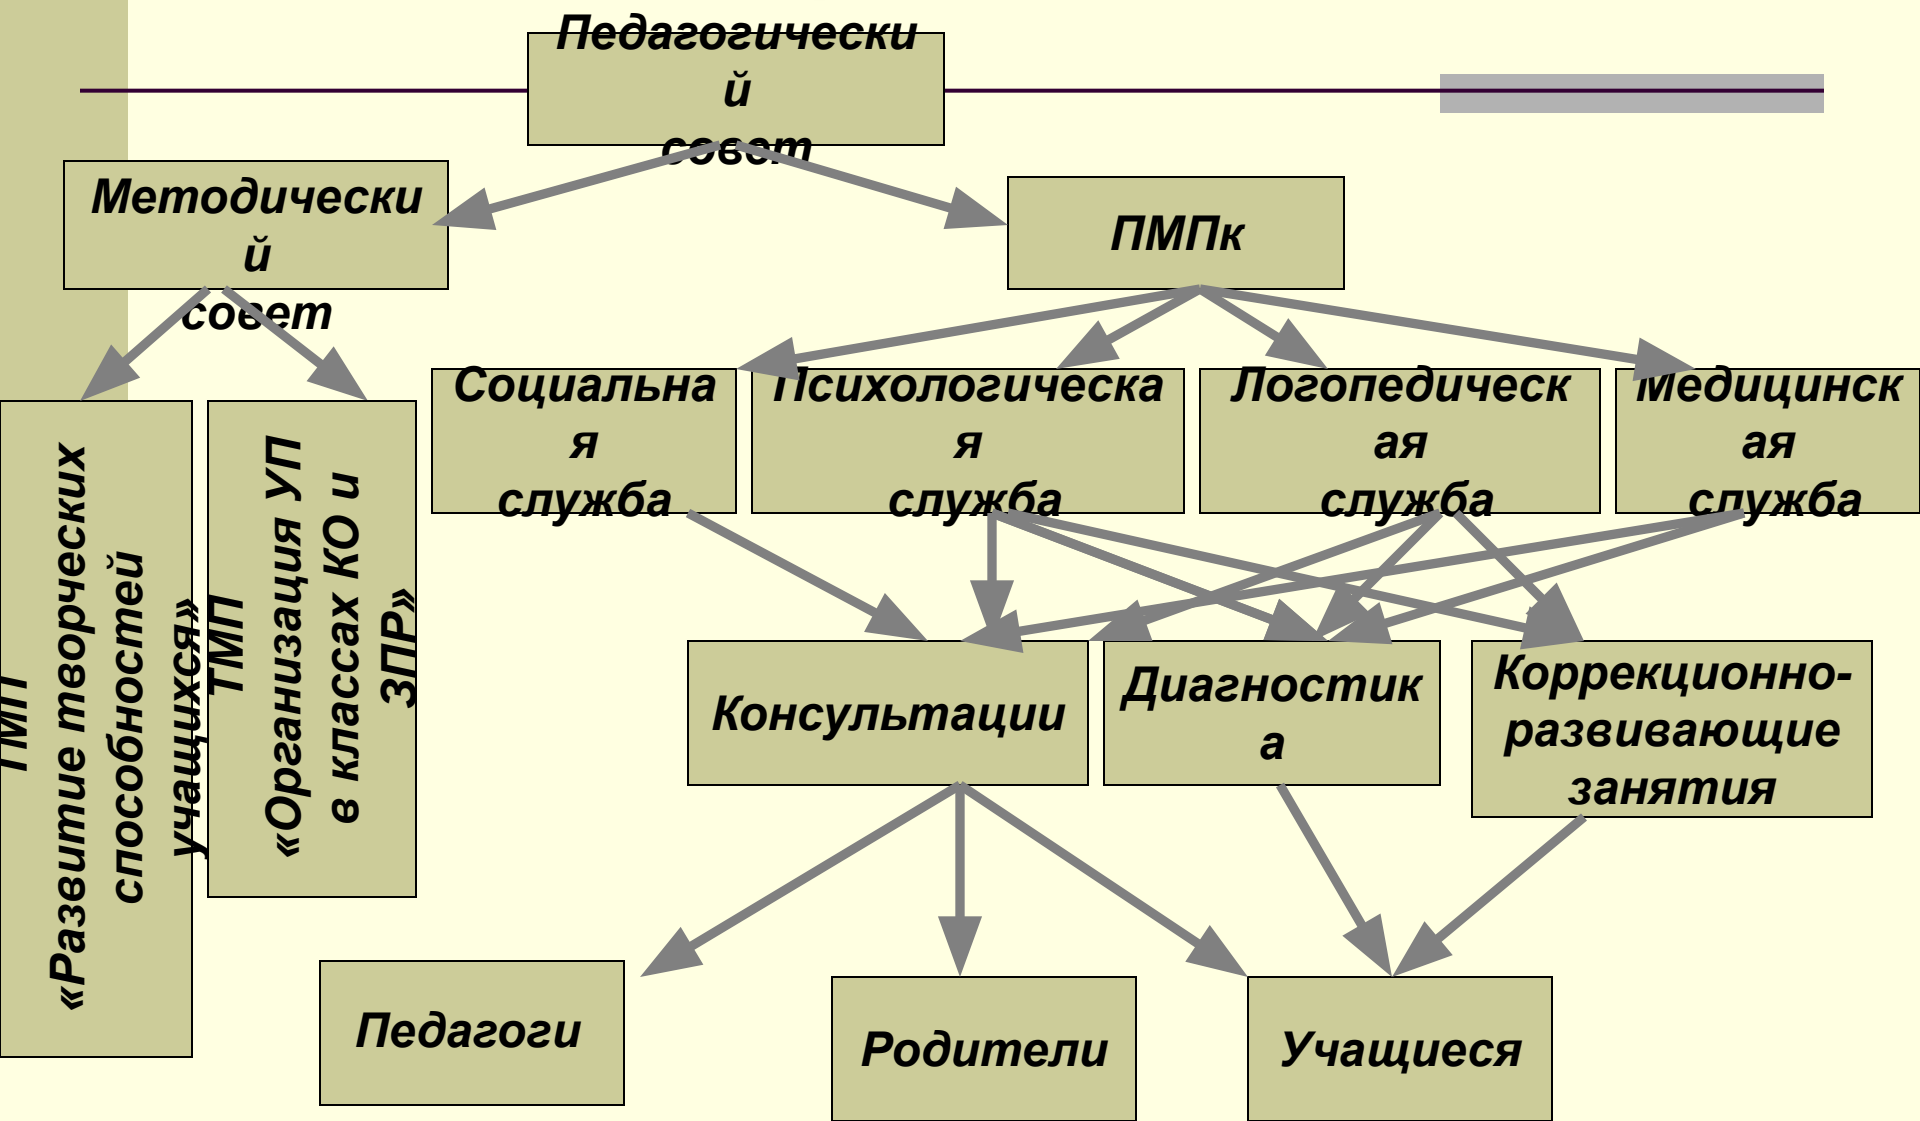 Педагогически
й
совет
Методически
й
совет
ПМПк
Социальна
я
служба
Психологическа
я
служба
Логопедическ
ая
служба
Медицинск
ая
служба
ТМП
«Развитие творческих
способностей
учащихся»
ТМП
«Организация УП
в классах КО и
ЗПР»
Консультации
Диагностик
а
Коррекционно-
развивающие
занятия
Педагоги
Родители
Учащиеся